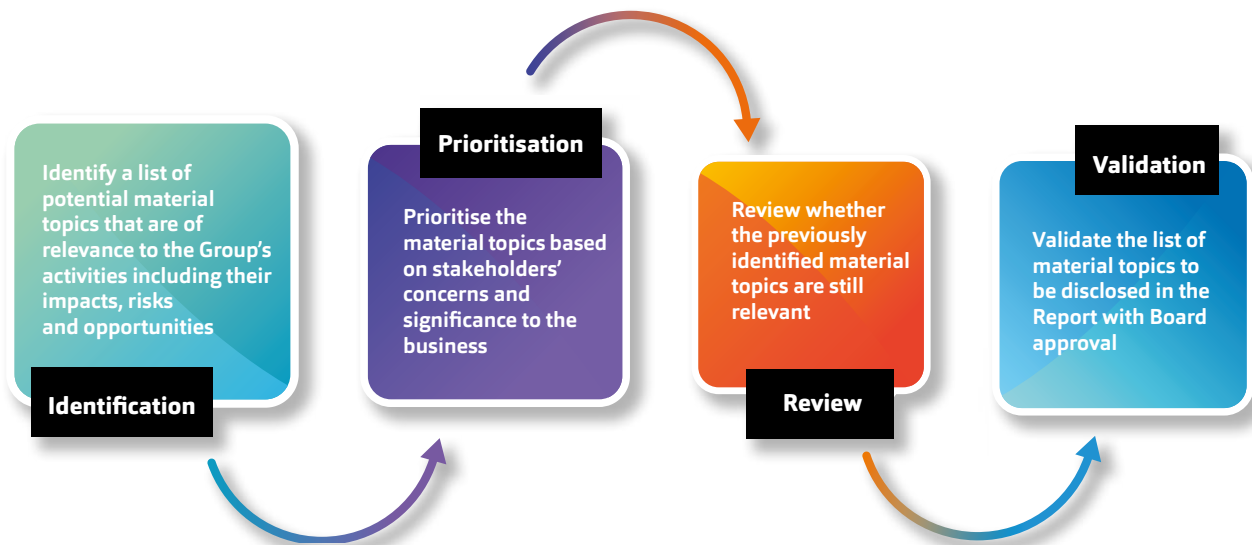 Identify a list of
potential material
topics that are of
relevance to the Group's
activities including their
impacts, risks
and opportunities
Identification
Prioritisation
Prioritise the
material topics based
on stakeholders'
concerns and
significance to the
business
Review whether
the previously
identified material
topics are still
relevant
Review
Validation
Validate the list of
material topics to
be disclosed in the
Report with Board
approval